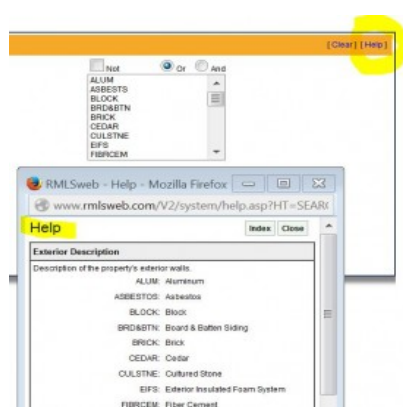 [Clear] [Help]
Not Or And
ALUM
ASBESTS
BLOCK
BRD&BTN
BRICK
CEDAR
CULSTNE
EIFS
FIBRCEM
RMLSweb - Help - Mozilla Firefox
www.rmlsweb.com/V2/system/help.asp?HT=SEAR
Help Index Close
Exterior Description
Description of the property's exterior walls.
ALUM: Aluminum
ASBESTOS: Asbestos
BLOCK: Block
BRD&BTN: Board & Batten Siding
BRICK: Brick
CEDAR: Cedar
CULSTNE: Cultured Stone
EIFS: Exterior Insulated Foam System
FIBRCEM: Fiber Cement